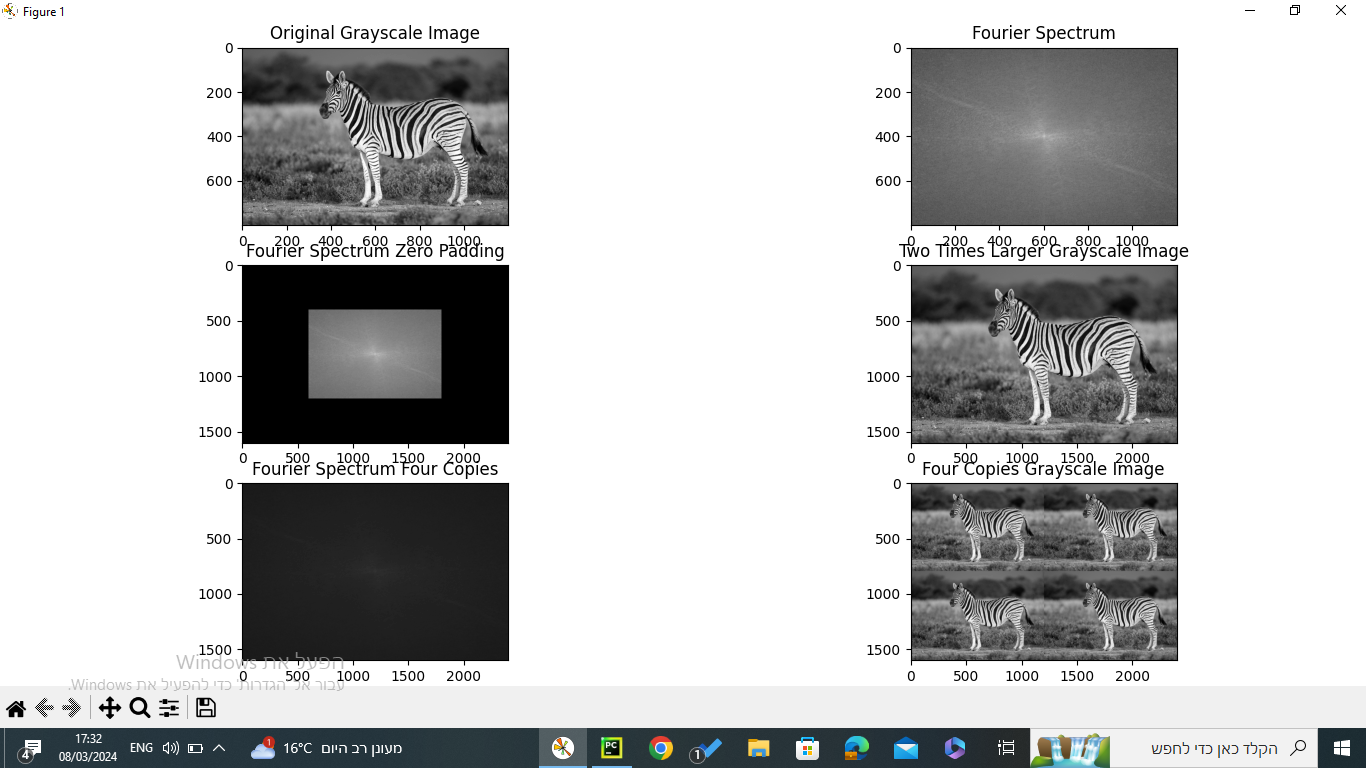 Figure 1
Original Grayscale Image
Fourier Spectrum
0
200
400
600
0 200 400 600 800 1000
0
200
400
600
0 200 400 600 800 1000
Fourier Spectrum Zero Padding
Two Times Larger Grayscale Image
0
500
1000
1500
0 500 1000 1500 2000
0
500
1000
1500
0 500 1000 1500 2000
Fourier Spectrum Four Copies
Four Copies Grayscale Image
0
500
1000
1500
0 500 1000 1500 2000
0
500
1000
1500
0 500 1000 1500 2000
הפעל את Windows
עבור אל 'הגדרות' כדי להפעיל את Windows.
4
17:32
08/03/2024
ENG
1
16°C
מעונן רב היום
PC
1
הקלד כאן כדי לחפש